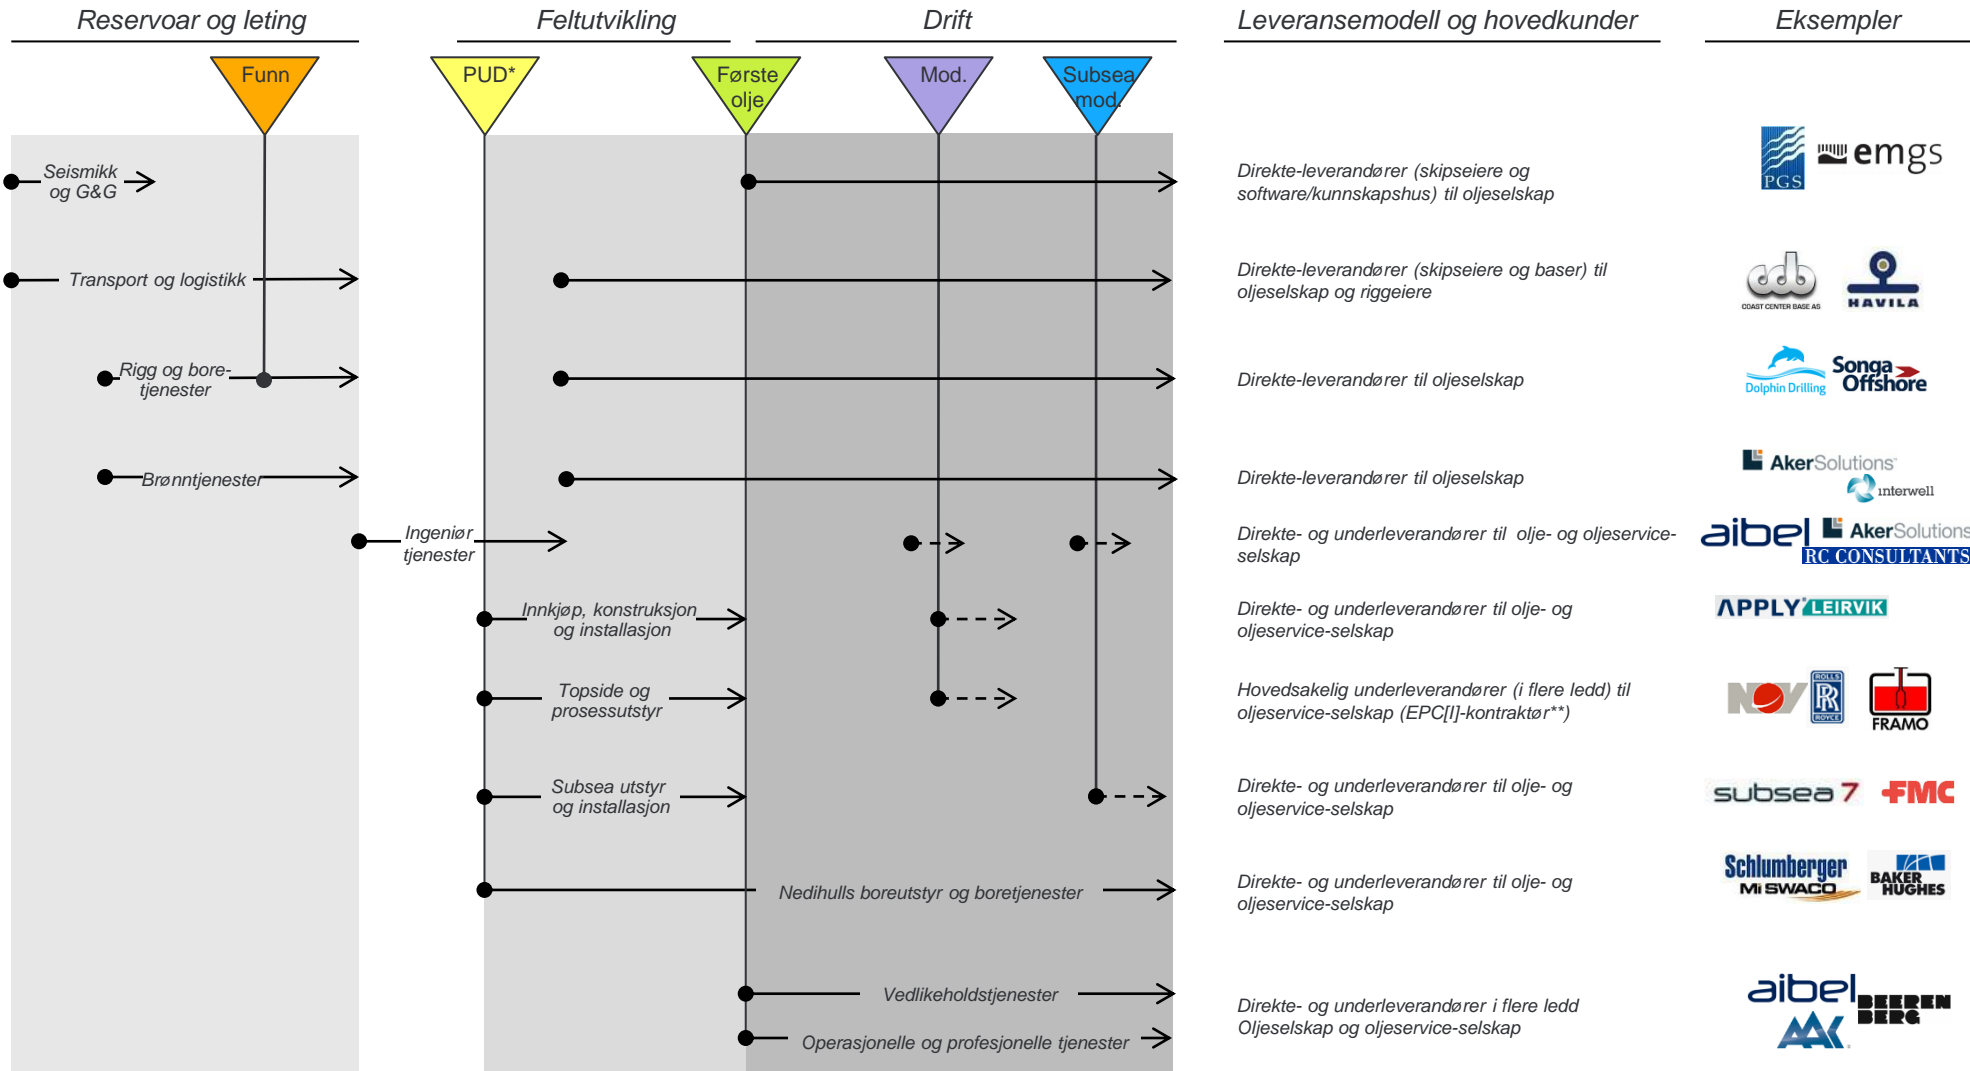 Reservoar og leting
Feltutvikling
Drift
Leveransemodell og hovedkunder
Eksempler
Funn
PUD*
Første
olje
Mod.
Subsea
mod.
Seismikk
og G&G
Direkte-leverandører (skipseiere og
software/kunnskapshus) til oljeselskap
PGS
emgs
Transport og logistikk
Direkte-leverandører (skipseiere og baser) til
oljeselskap og riggeiere
ccb
COAST CENTER BASE AS
HAVILA
Rigg og bore-
tjenester
Direkte-leverandører til oljeselskap
Dolphin Drilling
Songa
Offshore
Brønntjenester
Direkte-leverandører til oljeselskap
AkerSolutions
interwell
Ingeniør
tjenester
Direkte- og underleverandører til olje- og oljeservice-
selskap
aibel
AkerSolutions
RC CONSULTANTS
Innkjøp, konstruksjon
og installasjon
Direkte- og underleverandører til olje- og
oljeservice-selskap
APPLY LEIRVIK
Topside og
prosessutstyr
Hovedsakelig underleverandører (i flere ledd) til
oljeservice-selskap (EPC[I]-kontraktør**)
NOV
ROLLS
RR
ROYCE
FRAMO
Subsea utstyr
og installasjon
Direkte- og underleverandører til olje- og
oljeservice-selskap
subsea 7
FMC
Nedihulls boreutstyr og boretjenester
Direkte- og underleverandører til olje- og
oljeservice-selskap
Schlumberger
Mi SWACO
BAKER
HUGHES
Vedlikeholdstjenester
Operasjonelle og profesjonelle tjenester
Direkte- og underleverandører i flere ledd
Oljeselskap og oljeservice-selskap
aibel
BEEREN
BERG
AAK